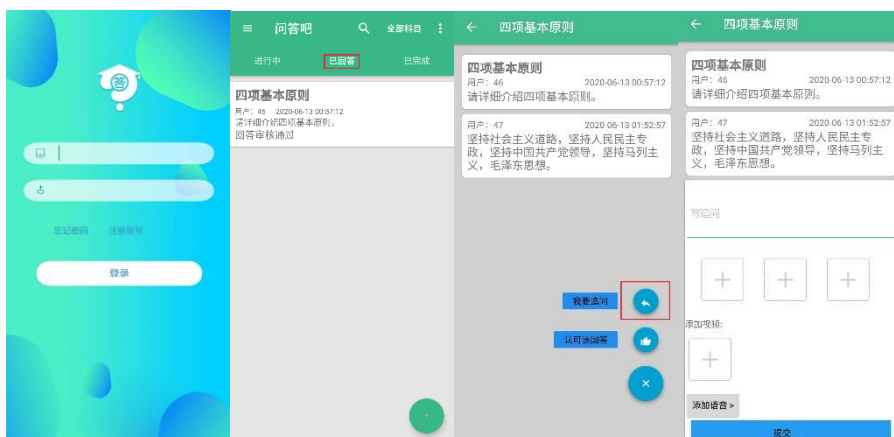 答
忘记密码 注册账号
登录
问答吧 全部科目
进行中 已回答 已完成
四项基本原则
用户: 46 2020-06-13 00:57:12
请详细介绍四项基本原则。
回答审核通过
四项基本原则
四项基本原则
用户: 46 2020-06-13 00:57:12
请详细介绍四项基本原则。
用户: 47 2020-06-13 01:52:57
坚持社会主义道路, 坚持人民民主专
政, 坚持中国共产党领导, 坚持马列主
义, 毛泽东思想。
我要追问
认可该回答
四项基本原则
四项基本原则
用户: 46 2020-06-13 00:57:12
请详细介绍四项基本原则。
用户: 47 2020-06-13 01:52:57
坚持社会主义道路, 坚持人民民主专
政, 坚持中国共产党领导, 坚持马列主
义, 毛泽东思想。
写追问
添加视频:
添加语音 >
提交